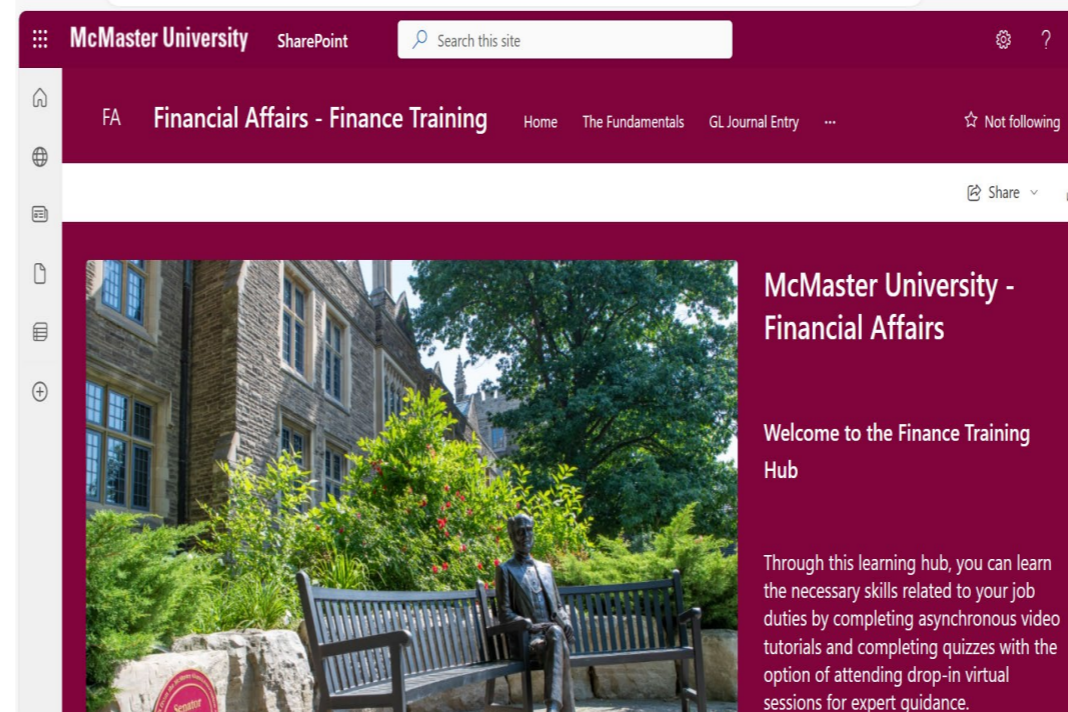 McMaster University SharePoint Search this site ?
FA Financial Affairs - Finance Training Home The Fundamentals GL Journal Entry ··· Not following
Share
McMaster University -
Financial Affairs
Welcome to the Finance Training
Hub
Through this learning hub, you can learn
the necessary skills related to your job
duties by completing asynchronous video
tutorials and completing quizzes with the
option of attending drop-in virtual
sessions for expert guidance.
Senator